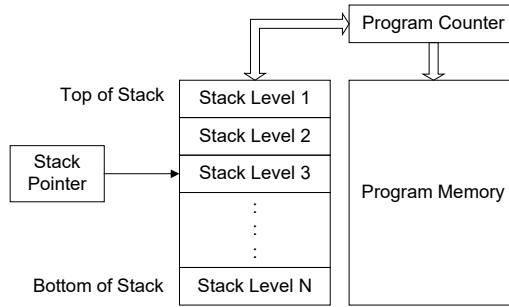 Program Counter
Top of Stack
Stack Level 1
Stack Level 2
Stack
Pointer
Stack Level 3
:
:
:
Program Memory
Bottom of Stack
Stack Level N